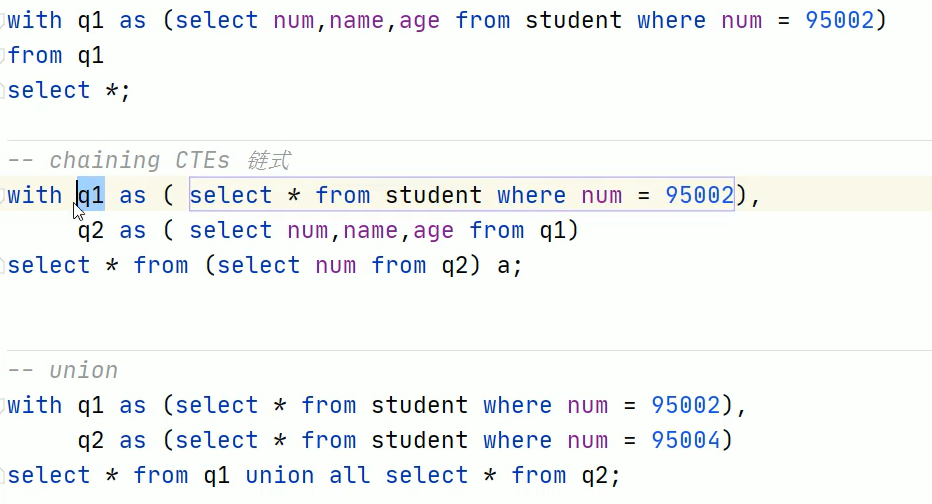 with q1 as (select num,name,age from student where num = 95002)
from q1
select *;
-- chaining CTEs 链式
with q1 as ( select * from student where num = 95002),
q2 as ( select num,name,age from q1)
select * from (select num from q2) a;
-- union
with q1 as (select * from student where num = 95002),
q2 as (select * from student where num = 95004)
select * from q1 union all select * from q2;